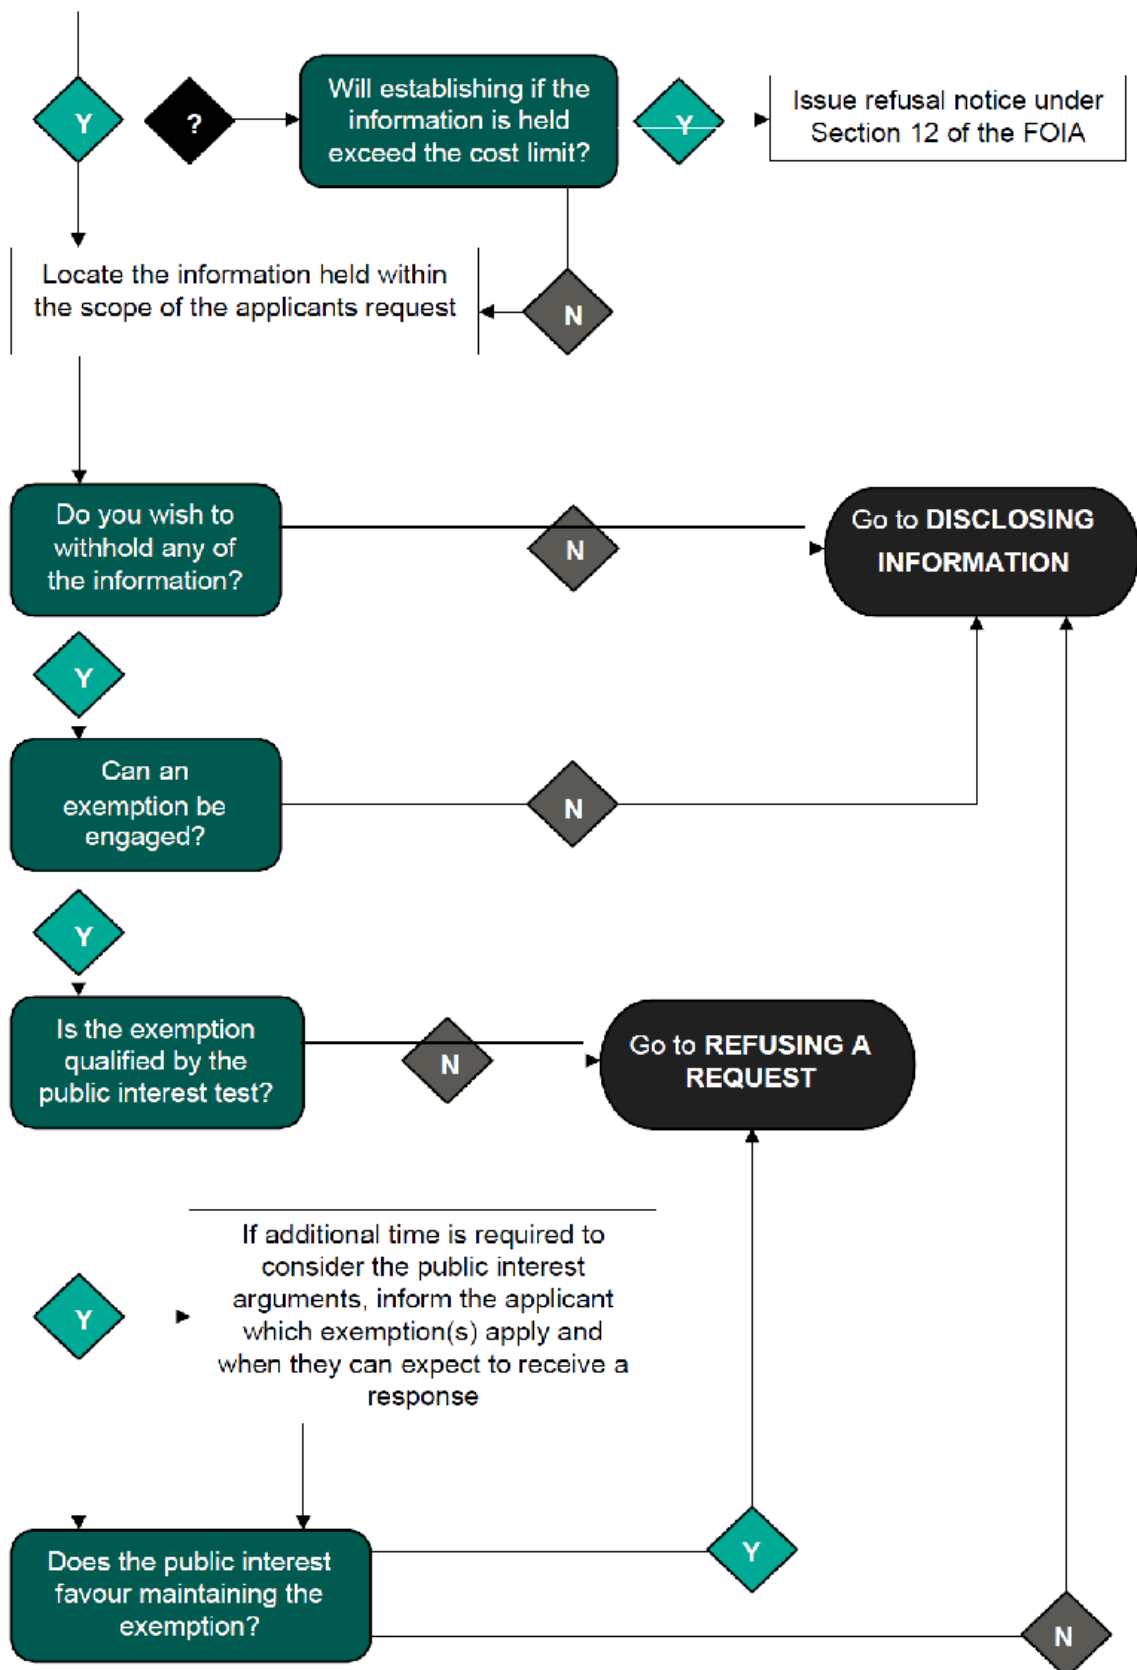 Y
?
Will establishing if the
information is held
exceed the cost limit?
Y
Issue refusal notice under
Section 12 of the FOIA
Locate the information held within
the scope of the applicants request
N
Do you wish to
withhold any of
the information?
N
Go to DISCLOSING
INFORMATION
Y
Can an
exemption be
engaged?
N
Y
Is the exemption
qualified by the
public interest test?
N
Go to REFUSING A
REQUEST
Y
If additional time is required to
consider the public interest
arguments, inform the applicant
which exemption(s) apply and
when they can expect to receive a
response
Does the public interest
favour maintaining the
exemption?
Y
N